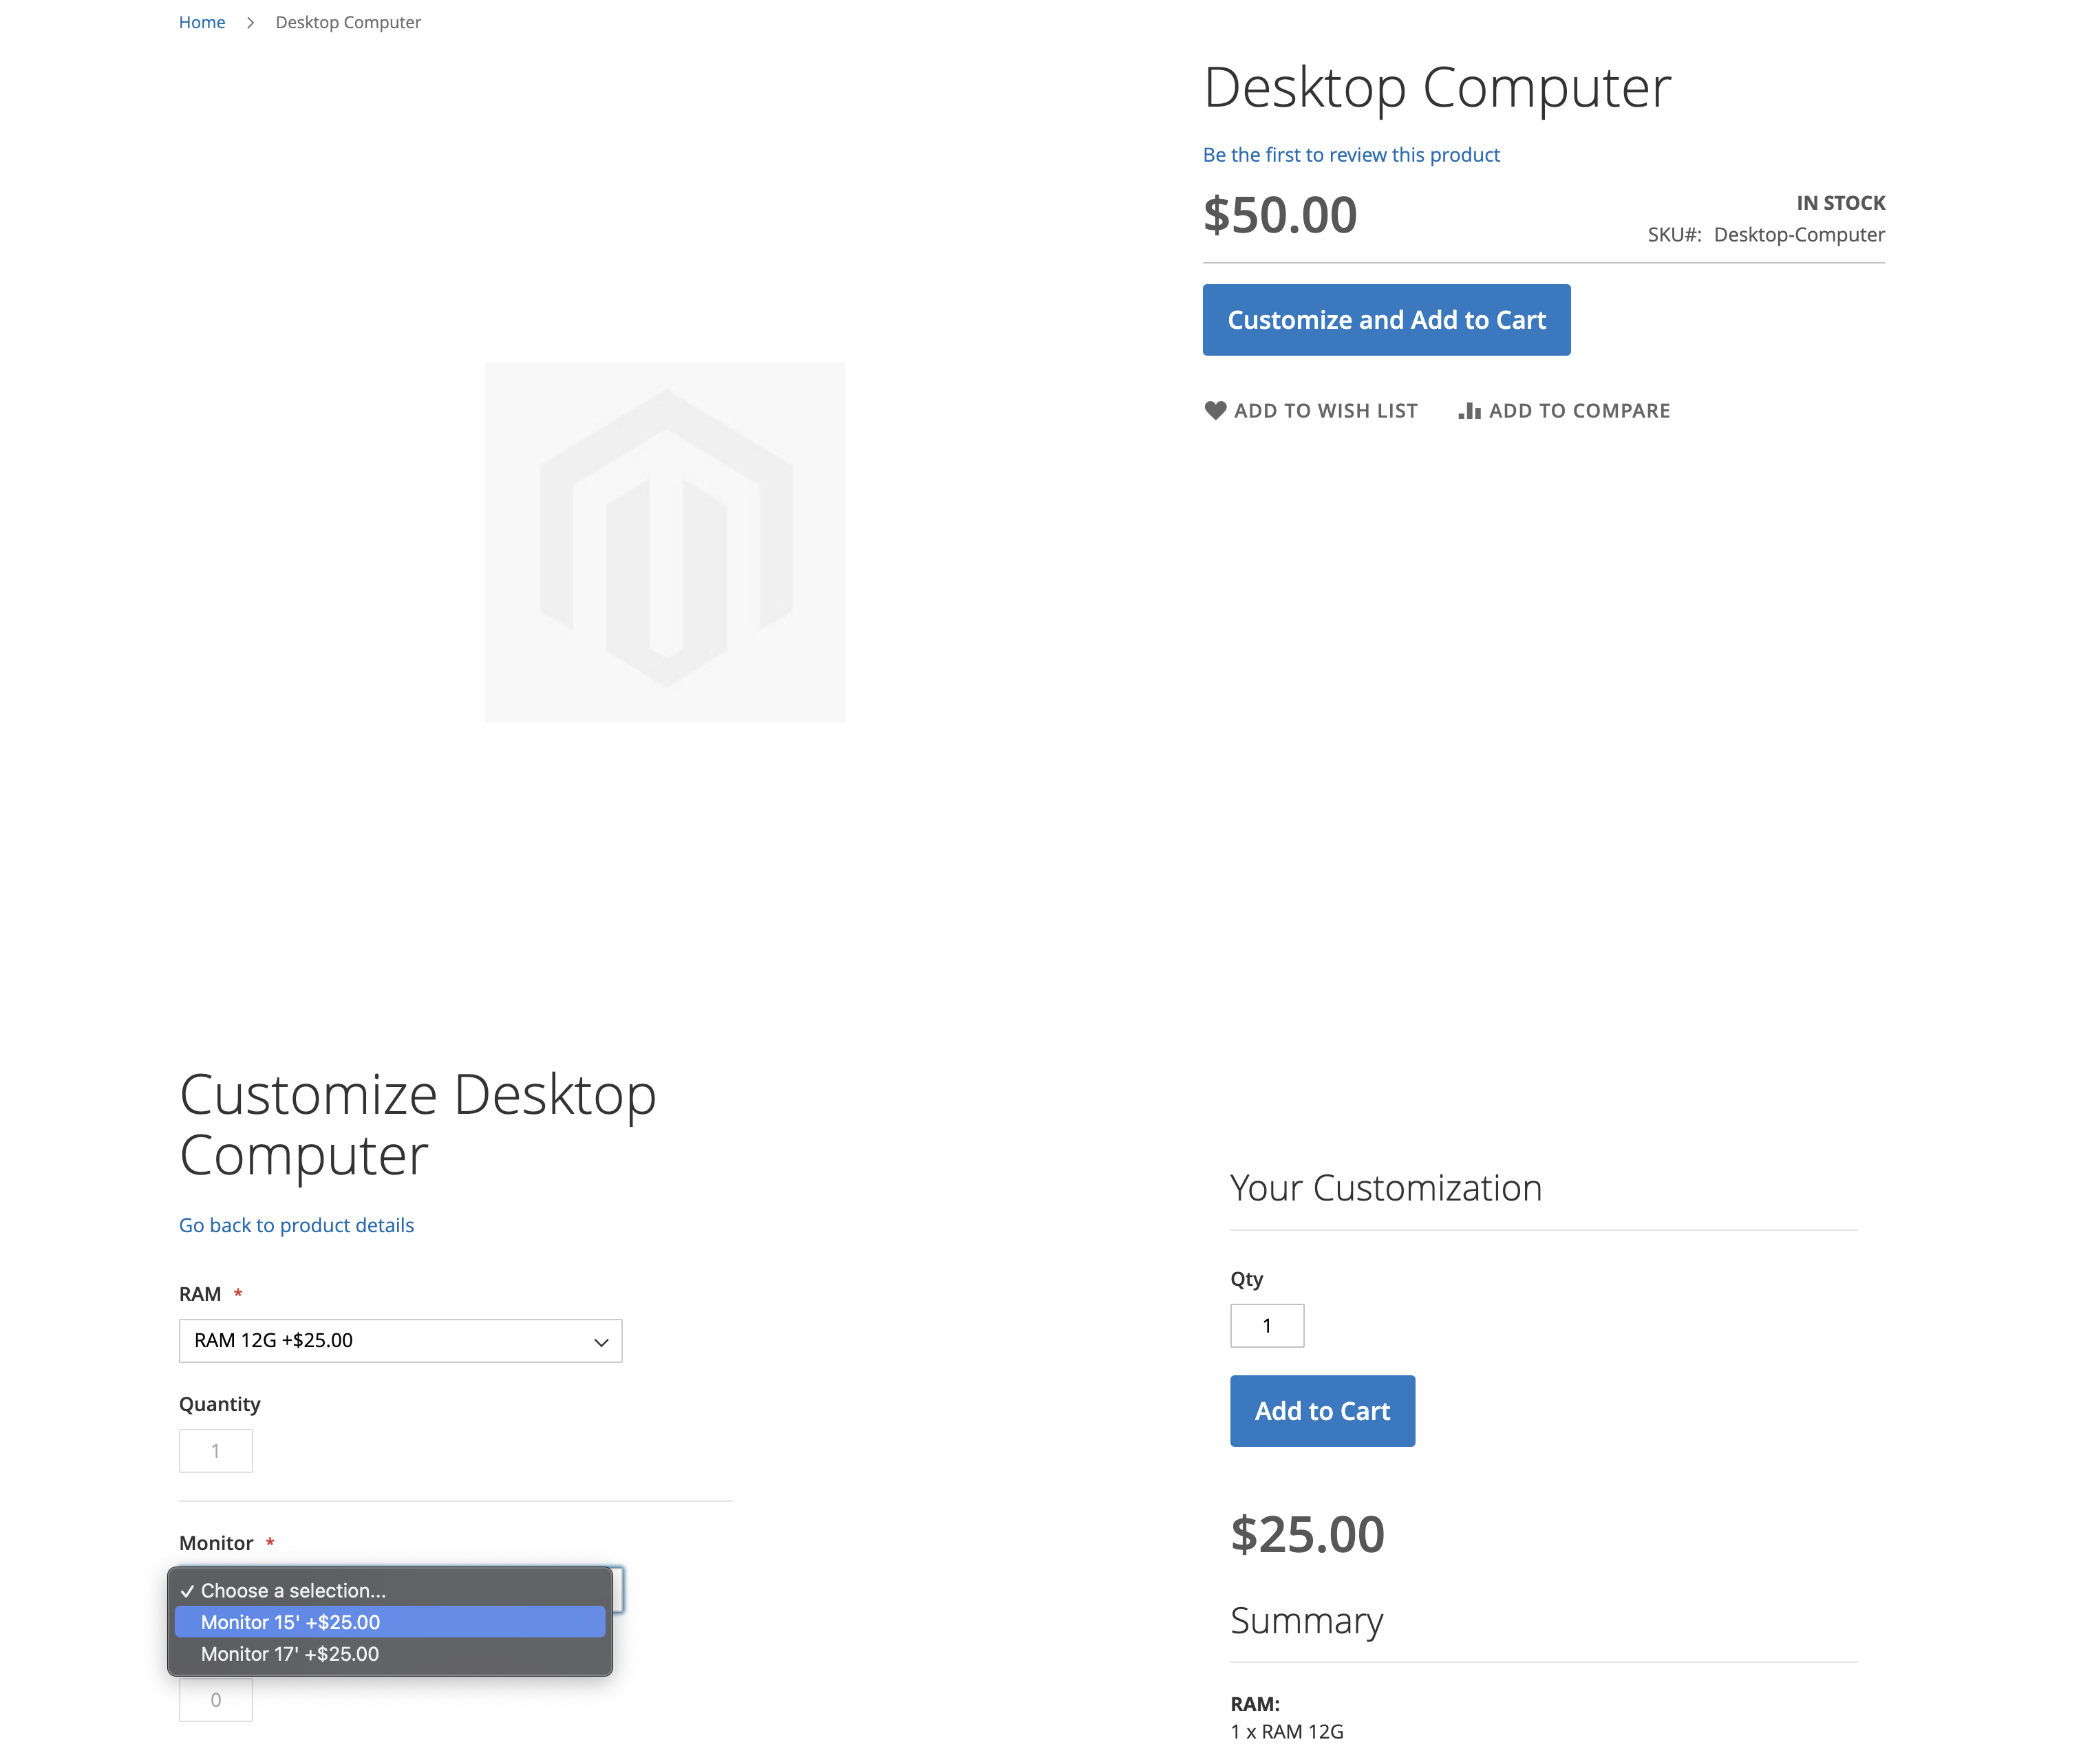 Home > Desktop Computer
Desktop Computer
Be the first to review this product
$50.00
IN STOCK
SKU#: Desktop-Computer
Customize and Add to Cart
ADD TO WISH LIST
ADD TO COMPARE
Customize Desktop
Computer
Go back to product details
RAM *
RAM 12G +$25.00
Quantity
1
Monitor *
✓ Choose a selection...
Monitor 15' +$25.00
Monitor 17' +$25.00
0
Your Customization
Qty
1
Add to Cart
$25.00
Summary
RAM:
1 x RAM 12G